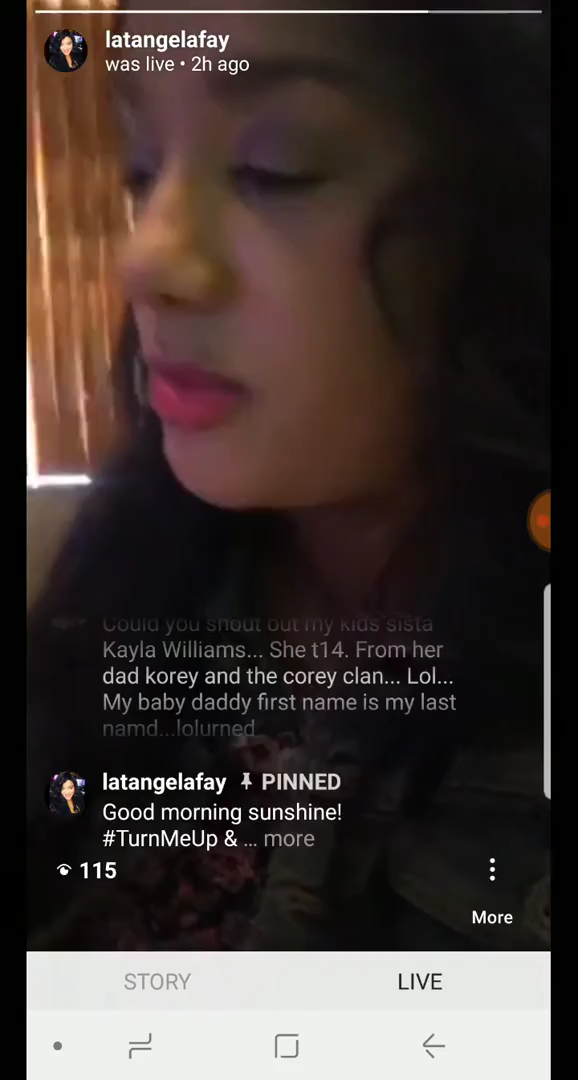 latangelafay
was live • 2h ago
Could you shout out my kids sista
Kayla Williams... She t14. From her
dad korey and the corey clan... Lol...
My baby daddy first name is my last
namd...lolurned
latangelafay PINNED
Good morning sunshine!
#TurnMeUp & ... more
115
More
STORY LIVE